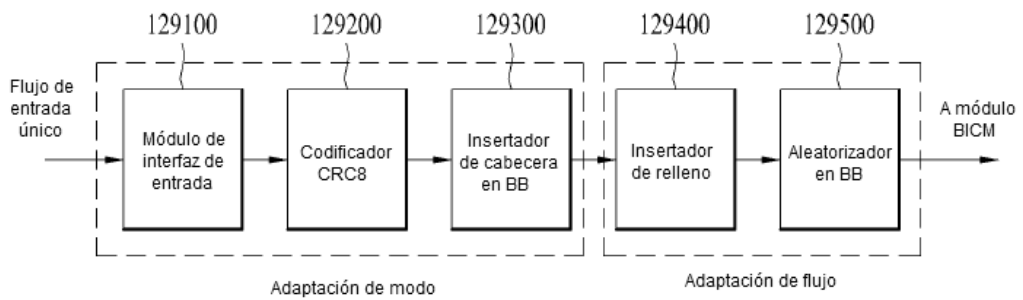 129100
129200
129300
129400
129500
Flujo de
entrada
único
Módulo de
interfaz de
entrada
Codificador
CRC8
Insertador
de cabecera
en BB
Insertador
de relleno
Aleatorizador
en BB
A módulo
BICM
Adaptación de modo
Adaptación de flujo